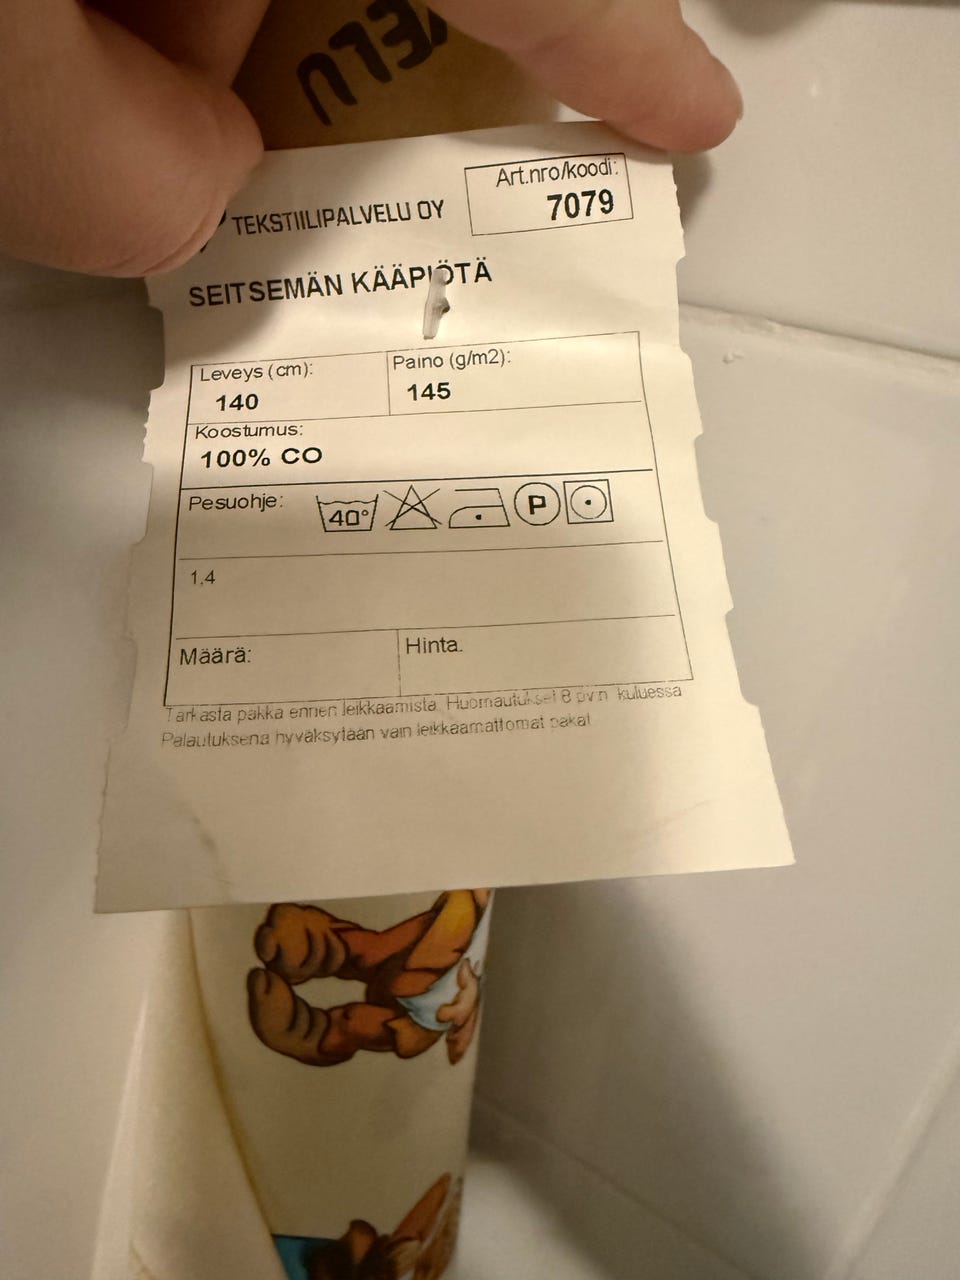 VELU
Art.nro/koodi:
7079
TEKSTIILIPALVELU OY
SEITSEMÄN KÄÄPIÖTÄ
Leveys (cm):
140
Paino (g/m2):
145
Koostumus:
100% CO
Pesuohje:
40°
P
1,4
Määrä:
Hinta.
Tarkasta pakka ennen leikkaamista. Huomautukset 8 pv:n kuluessa
Palautuksena hyväksytään vain leikkaamattomat pakat